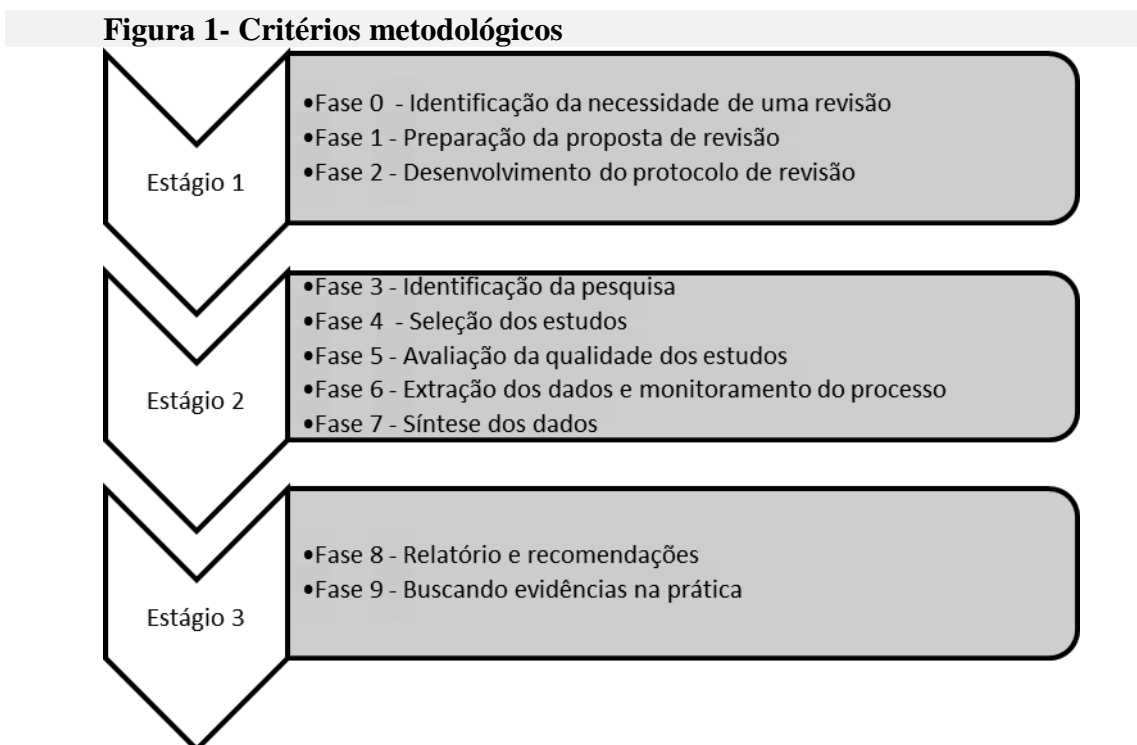 Figura 1- Critérios metodológicos
Estágio 1
•Fase 0 - Identificação da necessidade de uma revisão
•Fase 1 - Preparação da proposta de revisão
•Fase 2 - Desenvolvimento do protocolo de revisão
Estágio 2
•Fase 3 - Identificação da pesquisa
•Fase 4 - Seleção dos estudos
•Fase 5 - Avaliação da qualidade dos estudos
•Fase 6 - Extração dos dados e monitoramento do processo
•Fase 7 - Síntese dos dados
Estágio 3
•Fase 8 - Relatório e recomendações
•Fase 9 - Buscando evidências na prática